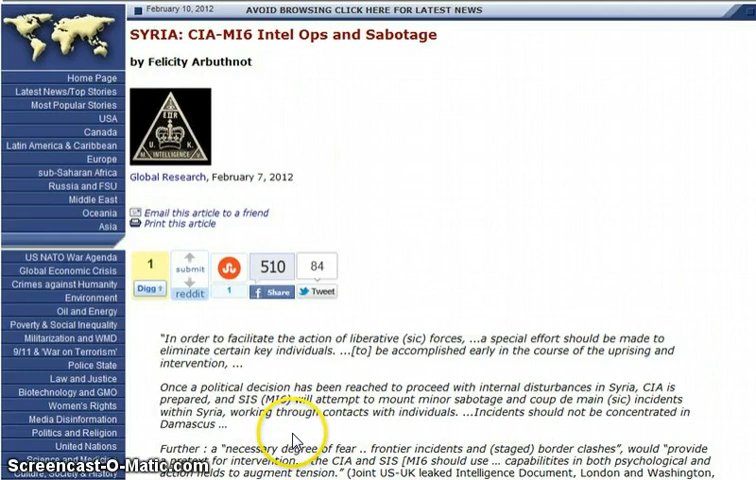 February 10, 2012
AVOID BROWSING CLICK HERE FOR LATEST NEWS
SYRIA: CIA-MI6 Intel Ops and Sabotage
by Felicity Arbuthnot
E II R
U. K.
INTELLIGENCE
Global Research, February 7, 2012
Email this article to a friend
Print this article
1
submit
510
84
Digg
reddit
1
Share
Tweet
Home Page
Latest News/Top Stories
Most Popular Stories
USA
Canada
Latin America & Caribbean
Europe
sub-Saharan Africa
Russia and FSU
Middle East
Oceania
Asia
US NATO War Agenda
Global Economic Crisis
Crimes against Humanity
Environment
Oil and Energy
Poverty & Social Inequality
Militarization and WMD
9/11 & 'War on Terrorism'
Police State
Law and Justice
Biotechnology and GMO
Women's Rights
Media Disinformation
Politics and Religion
United Nations
Science and Medicine
Culture, Society & History
"In order to facilitate the action of liberative (sic) forces, ...a special effort should be made to
eliminate certain key individuals. ...[to] be accomplished early in the course of the uprising and
intervention, ...
Once a political decision has been reached to proceed with internal disturbances in Syria, CIA is
prepared, and SIS (MI6) will attempt to mount minor sabotage and coup de main (sic) incidents
within Syria, working through contacts with individuals. ...Incidents should not be concentrated in
Damascus ...
Further : a "necessary degree of fear .. frontier incidents and (staged) border clashes", would "provide
a pretext for intervention... the CIA and SIS [MI6 should use ... capabilitites in both psychological and
action fields to augment tension." (Joint US-UK leaked Intelligence Document, London and Washington,
Screencast-O-Matic.com